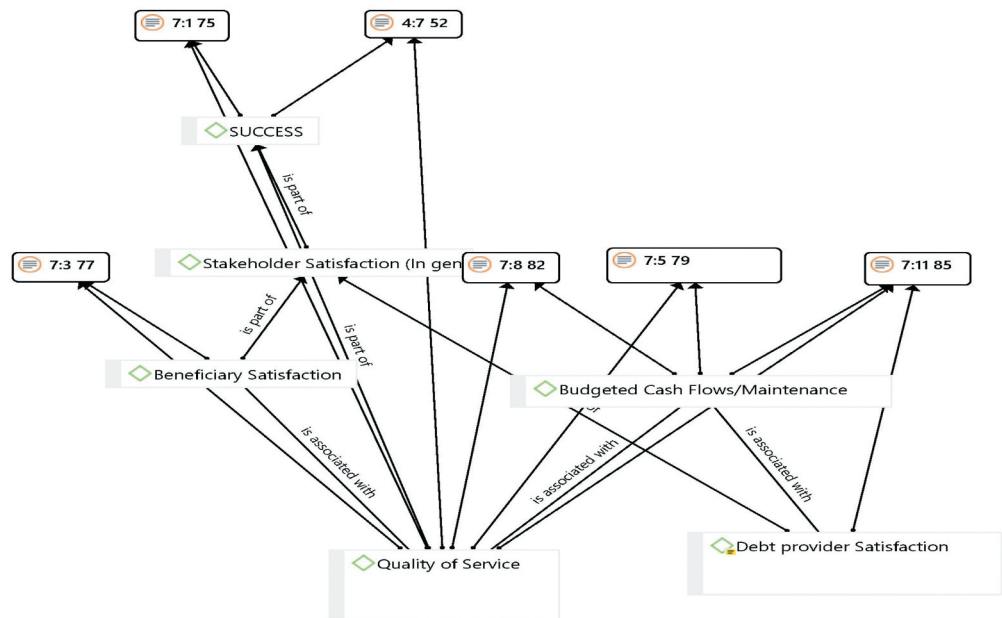 7:1 75
4:7 52
SUCCESS
is part of
7:3 77
Stakeholder Satisfaction (In gen
7:8 82
7:5 79
7:11 85
is part of
is part of
Beneficiary Satisfaction
Budgeted Cash Flows/Maintenance
of
is associated with
is associated with
is associated with
Quality of Service
Debt provider Satisfaction